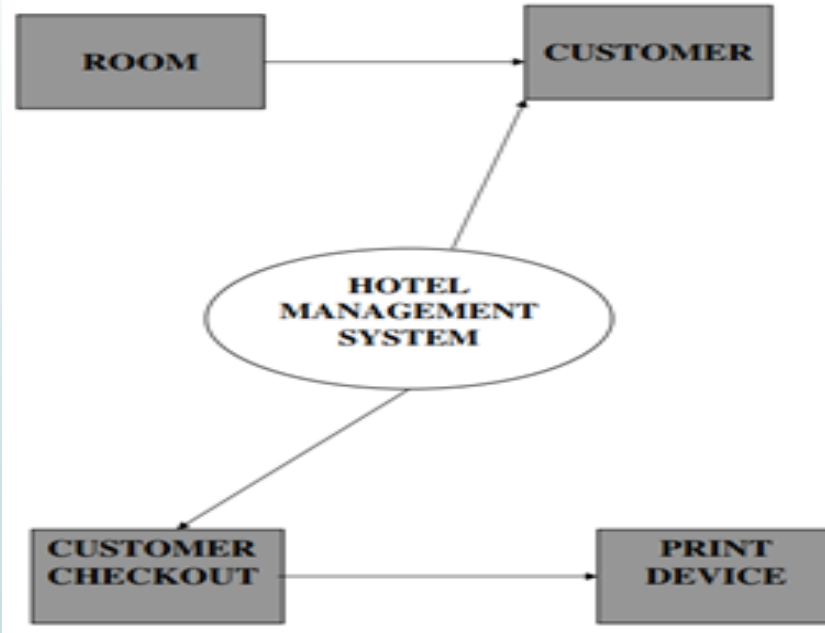 ROOM
CUSTOMER
HOTEL
MANAGEMENT
SYSTEM
CUSTOMER
CHECKOUT
PRINT
DEVICE